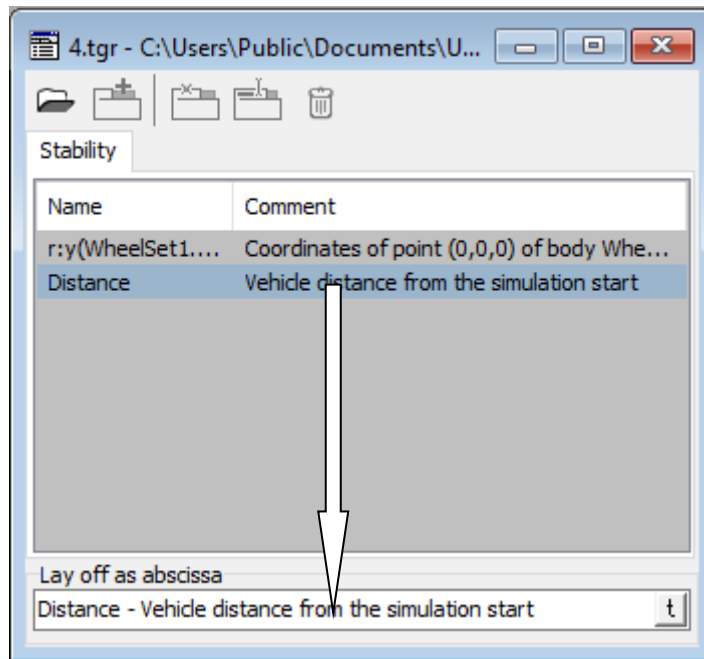 4.tgr - C:\Users\Public\Documents\U...
Stability
Name Comment
r:y(WheelSet1.... Coordinates of point (0,0,0) of body Whe...
Distance Vehicle distance from the simulation start
Lay off as abscissa
Distance - Vehicle distance from the simulation start t